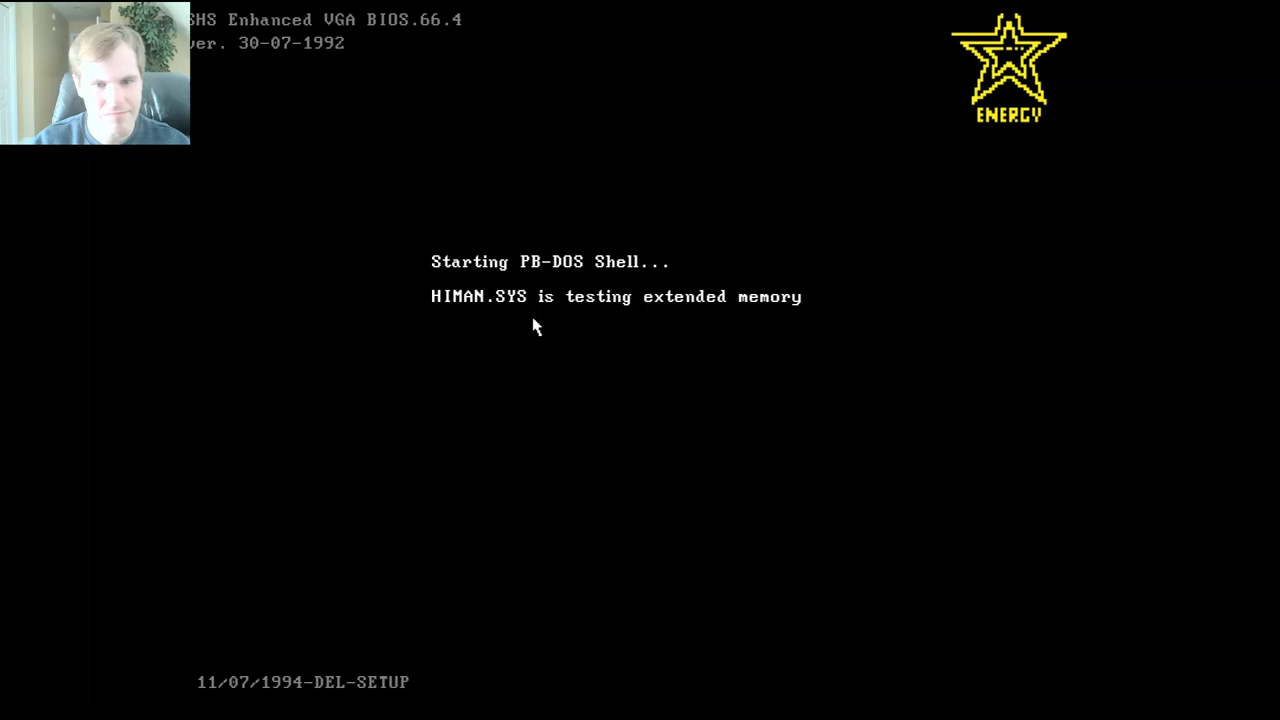 SHS Enhanced VGA BIOS.66.4
ver. 30-07-1992
ENERGY
Starting PB-DOS Shell...
HIMAN.SYS is testing extended memory
11/07/1994-DEL-SETUP